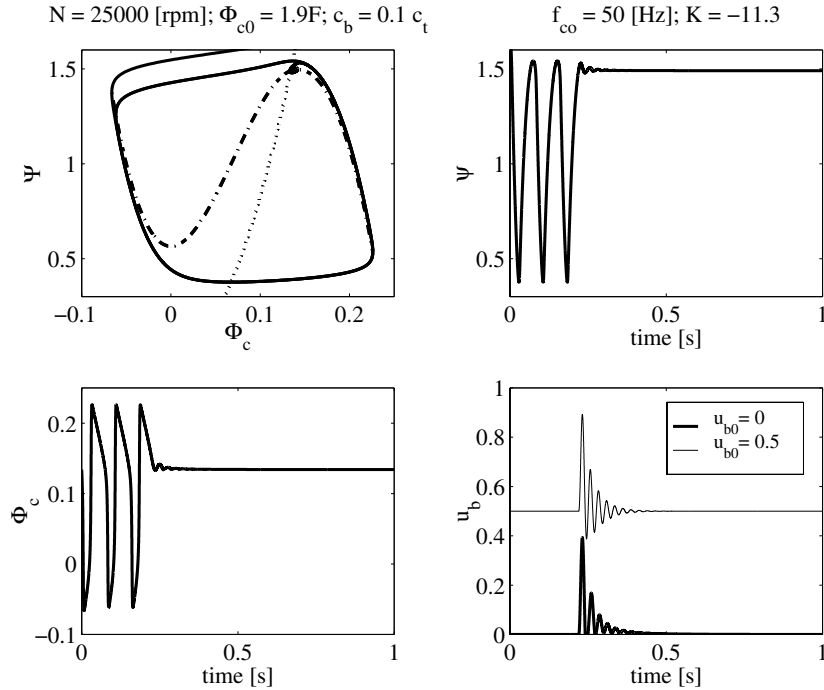 N = 25000 [rpm]; Φc0 = 1.9F; cb = 0.1 ct
fco = 50 [Hz]; K = −11.3
1.5
1
0.5
Ψ
−0.1
0
0.1
0.2
Φc
1.5
1
0.5
ψ
0
0.5
1
time [s]
0.2
0.1
0
−0.1
Φc
0
0.5
1
time [s]
1
0.8
0.6
0.4
0.2
0
ub
ub0= 0
ub0= 0.5
0
0.5
1
time [s]